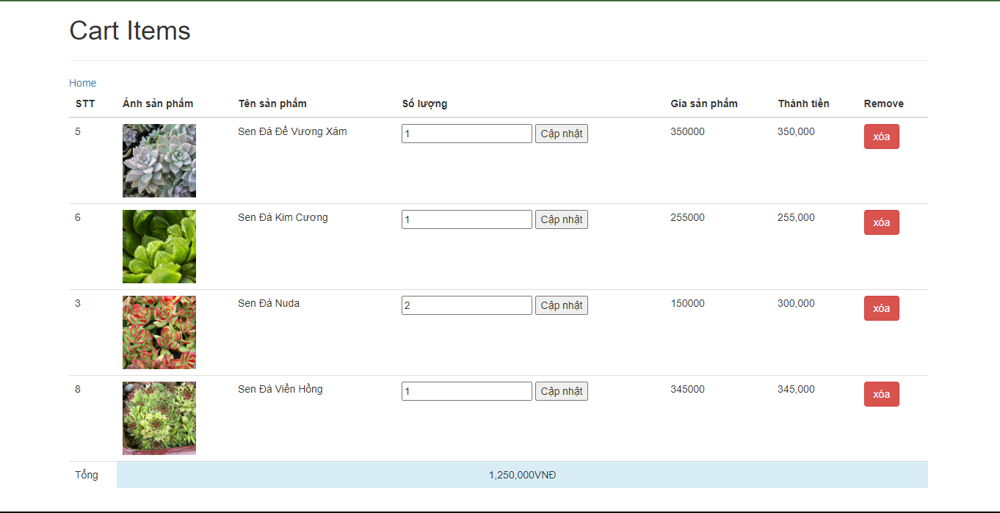 Cart Items
Home
STT Ảnh sản phẩm Tên sản phẩm Số lượng Gía sản phẩm Thành tiền Remove
5 Sen Đá Đế Vương Xám 1 Cập nhật 350000 350,000 xóa
6 Sen Đá Kim Cương 1 Cập nhật 255000 255,000 xóa
3 Sen Đá Nuda 2 Cập nhật 150000 300,000 xóa
8 Sen Đá Viền Hồng 1 Cập nhật 345000 345,000 xóa
Tổng 1,250,000VNĐ